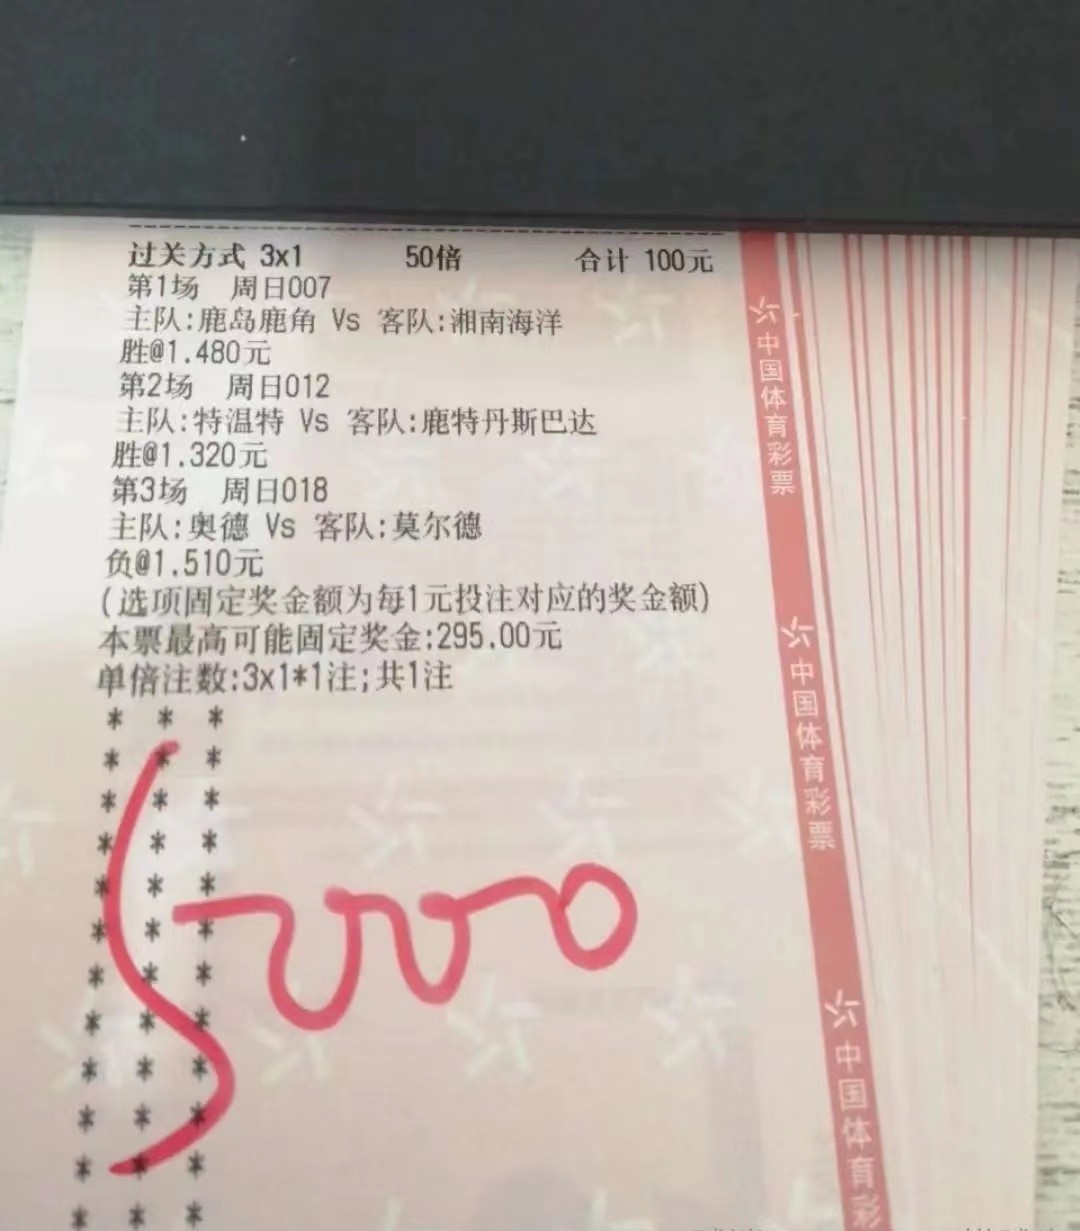 过关方式 3x1 50倍 合计 100元
第1场 周日007
主队:鹿岛鹿角 Vs 客队:湘南海洋
胜@1.480元
第2场 周日012
主队:特温特 Vs 客队:鹿特丹斯巴达
胜@1.320元
第3场 周日018
主队:奥德 Vs 客队:莫尔德
负@1.510元
(选项固定奖金额为每1元投注对应的奖金额)
本票最高可能固定奖金:295.00元
单倍注数:3x1*1注;共1注
* * *
* * *
* * *
* * *
* * *
* * *
* * *
* * *
* * *
* * *
* * *
* * *
5000
中国体育彩票
中国体育彩票
中国体育彩